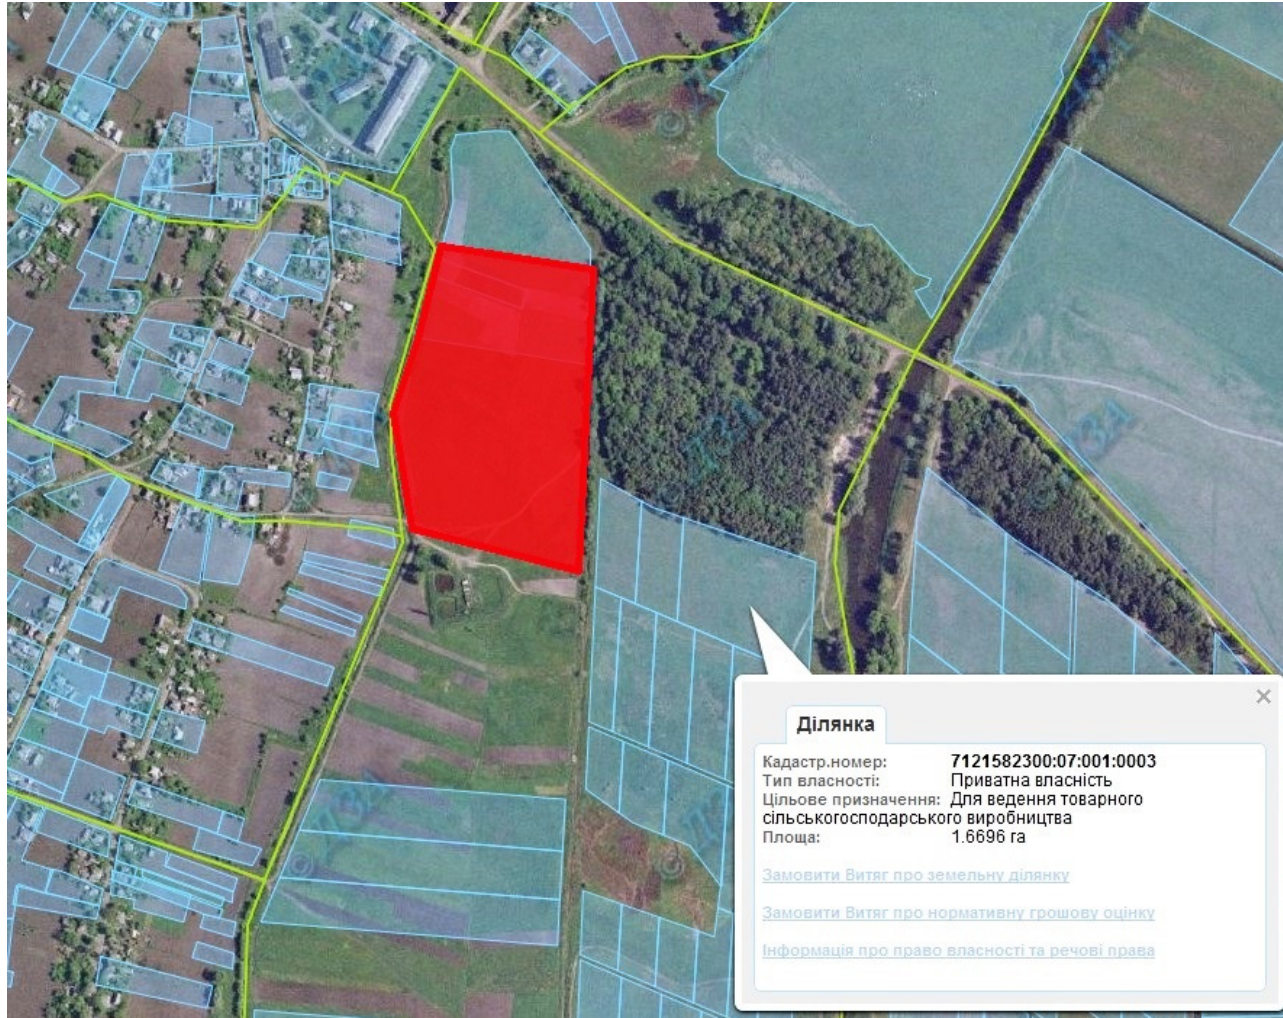 Ділянка
Кадастр.номер: 7121582300:07:001:0003
Тип власності: Приватна власність
Цільове призначення: Для ведення товарного
сільськогосподарського виробництва
Площа: 1.6696 га
Замовити Витяг про земельну ділянку
Замовити Витяг про нормативну грошову оцінку
Інформація про право власності та речові права